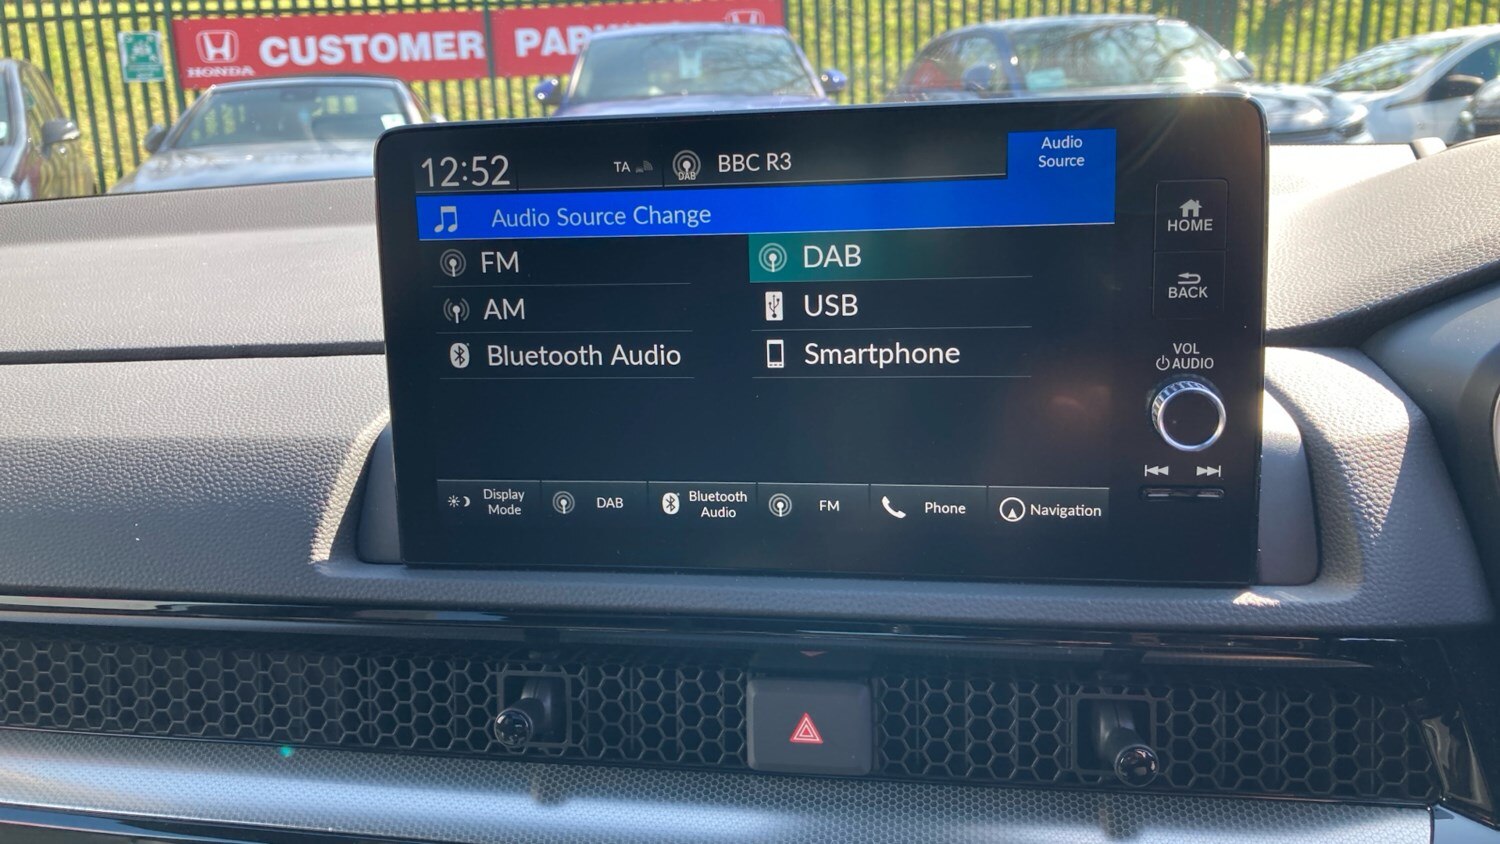 HONDA
CUSTOMER PAR
12:52
TA
DAB
BBC R3
Audio
Source
Audio Source Change
FM
DAB
AM
USB
Bluetooth Audio
Smartphone
HOME
BACK
VOL
AUDIO
Display
Mode
DAB
Bluetooth
Audio
FM
Phone
Navigation